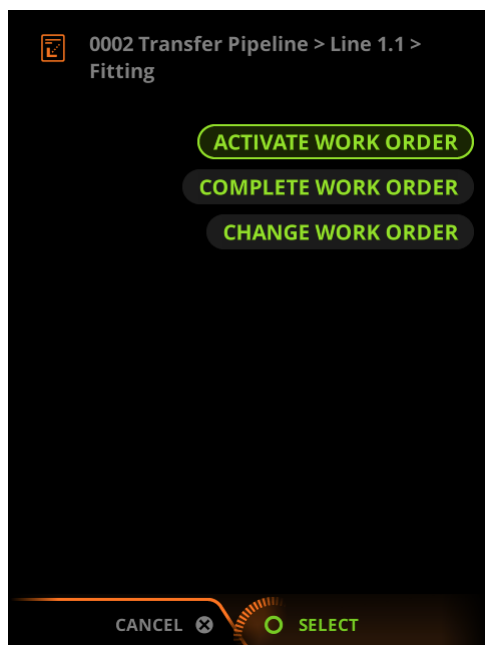 0002 Transfer Pipeline > Line 1.1 >
Fitting
ACTIVATE WORK ORDER
COMPLETE WORK ORDER
CHANGE WORK ORDER
CANCEL
SELECT